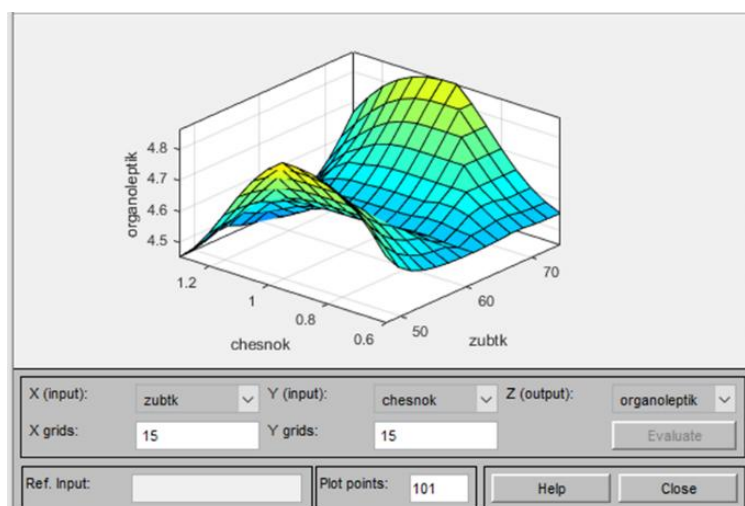 organoleptik
4.8
4.7
4.6
4.5
1.2
1
0.8
0.6
chesnok
50
60
70
zubtk
X (input): zubtk Y (input): chesnok Z (output): organoleptik
X grids: 15 Y grids: 15 Evaluate
Ref. Input: Plot points: 101 Help Close